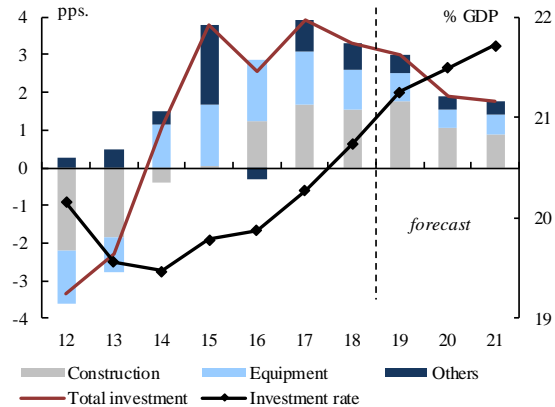 pps.
% GDP
4
3
2
1
0
-1
-2
-3
-4
22
21
20
19
forecast
12 13 14 15 16 17 18 19 20 21
Construction Equipment Others
Total investment Investment rate